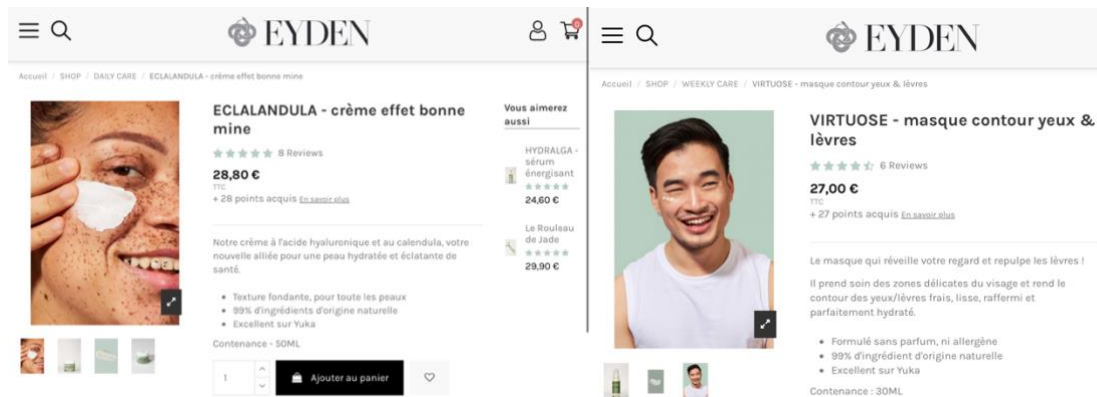 EYDEN
0
Accueil / SHOP / DAILY CARE / ECLALANDULA - crème effet bonne mine
ECLALANDULA - crème effet bonne
mine
8 Reviews
28,80 €
TTC
+ 28 points acquis En savoir plus
Notre crème à l'acide hyaluronique et au calendula, votre
nouvelle alliée pour une peau hydratée et éclatante de
santé.
• Texture fondante, pour toute les peaux
• 99% d'ingrédients d'origine naturelle
• Excellent sur Yuka
Contenance - 50ML
1
Ajouter au panier
Vous aimerez
aussi
HYDRALGA -
sérum
énergisant
24,60 €
Le Rouleau
de Jade
29,90 €
EYDEN
Accueil / SHOP / WEEKLY CARE / VIRTUOSE - masque contour yeux & lèvres
VIRTUOSE - masque contour yeux &
lèvres
6 Reviews
27,00 €
TTC
+ 27 points acquis En savoir plus
Le masque qui réveille votre regard et repulpe les lèvres !
Il prend soin des zones délicates du visage et rend le
contour des yeux/lèvres frais, lisse, raffermi et
parfaitement hydraté.
• Formulé sans parfum, ni allergène
• 99% d'ingrédient d'origine naturelle
• Excellent sur Yuka
Contenance : 30ML